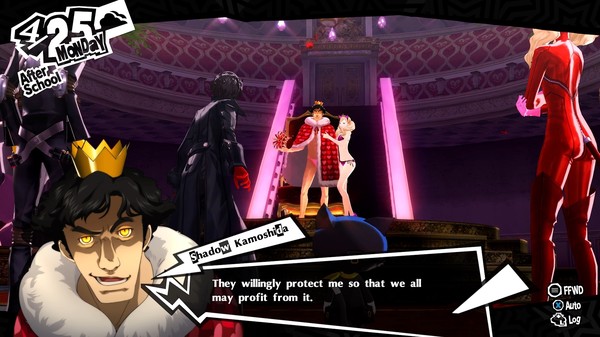 4/25
MONDAY
After
School
Shadow Kamoshida
They willingly protect me so that we all
may profit from it.
FFWD
Auto
Log